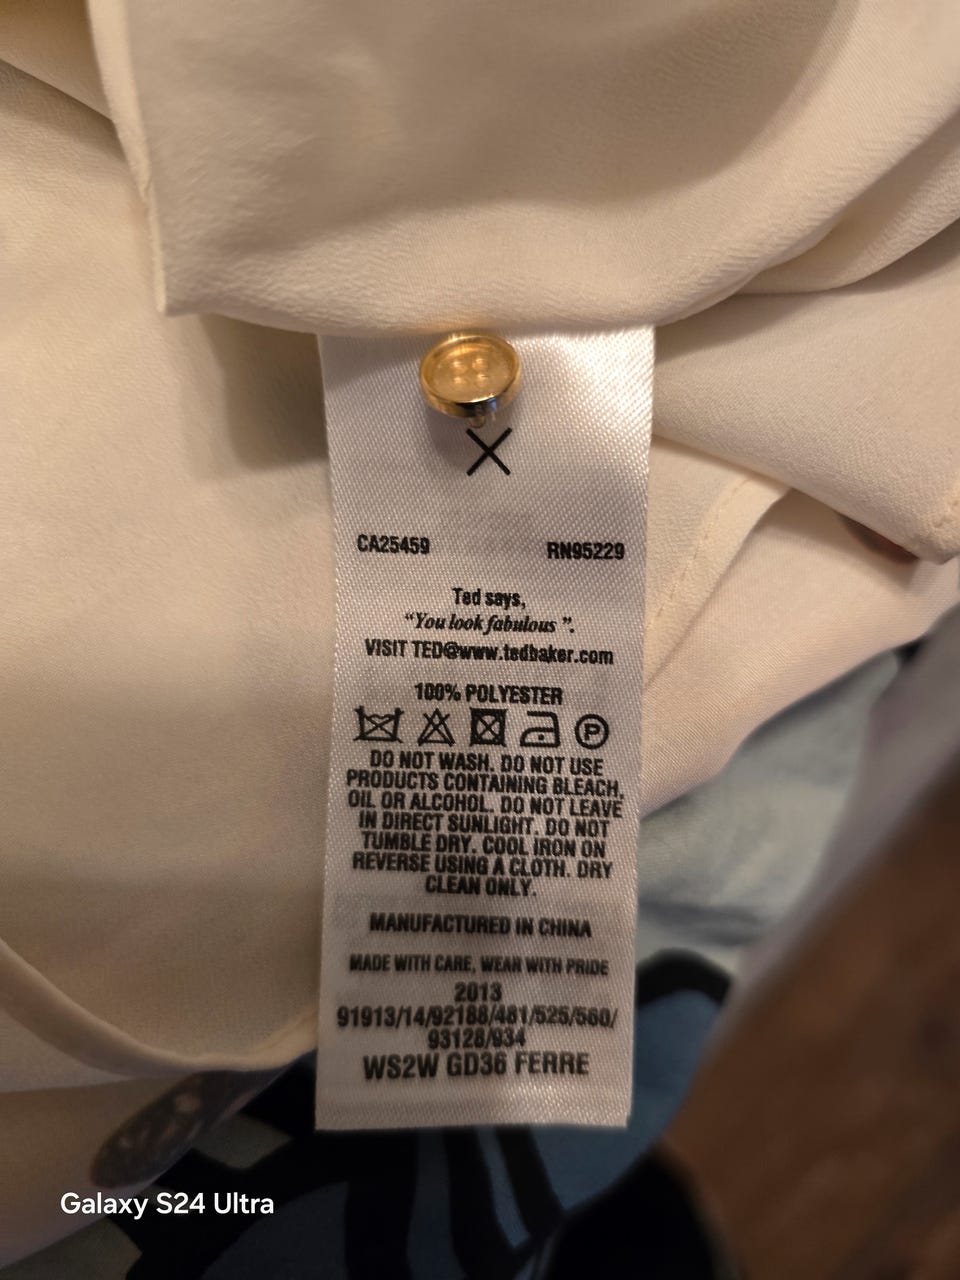 CA25459 RN95229
Ted says,
“You look fabulous ”.
VISIT TED@www.tedbaker.com
100% POLYESTER
P
DO NOT WASH. DO NOT USE
PRODUCTS CONTAINING BLEACH,
OIL OR ALCOHOL. DO NOT LEAVE
IN DIRECT SUNLIGHT. DO NOT
TUMBLE DRY. COOL IRON ON
REVERSE USING A CLOTH. DRY
CLEAN ONLY.
MANUFACTURED IN CHINA
MADE WITH CARE, WEAR WITH PRIDE
2013
91913/14/92188/481/525/560/
93128/934
WS2W GD36 FERRE
Galaxy S24 Ultra